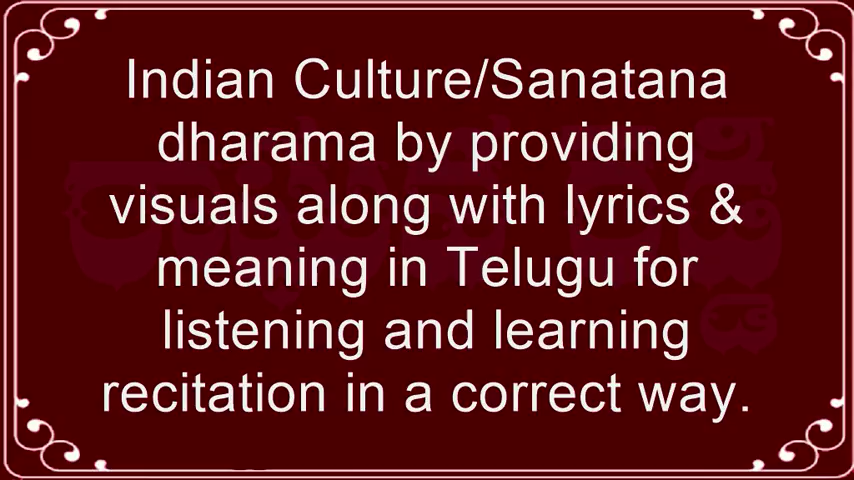 Indian Culture/Sanatana
dharama by providing
visuals along with lyrics &
meaning in Telugu for
listening and learning
recitation in a correct way.